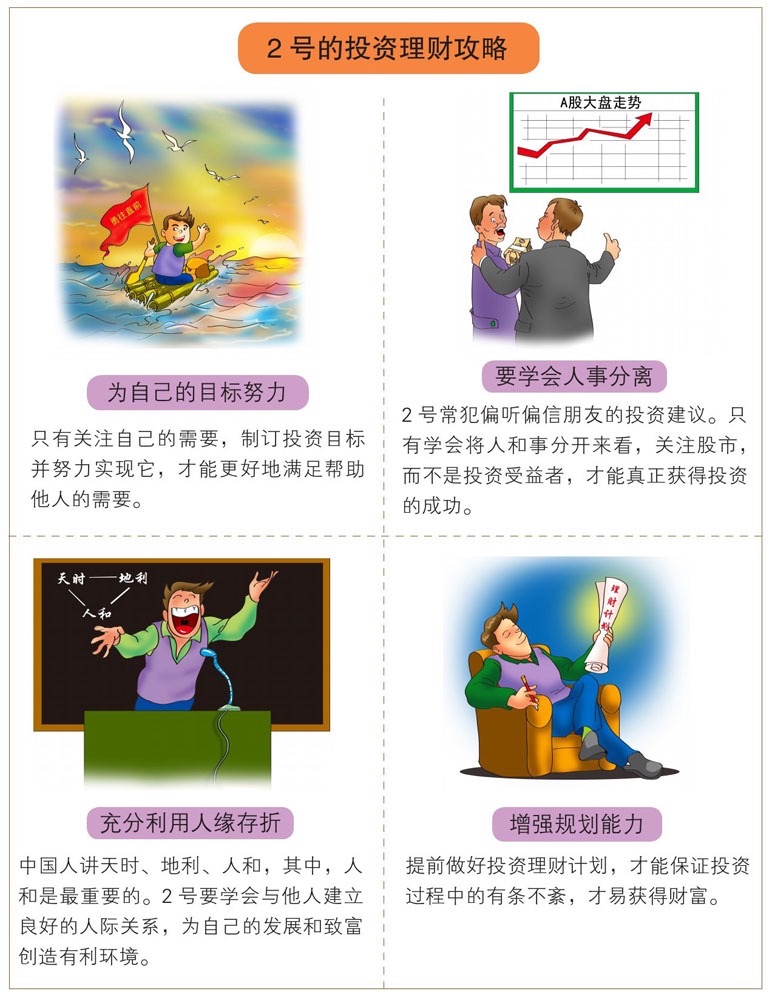 2号的投资理财攻略
勇往直前
为自己的目标努力
只有关注自己的需要，制订投资目标
并努力实现它，才能更好地满足帮助
他人的需要。
A股大盘走势
要学会人事分离
2号常犯偏听偏信朋友的投资建议。只
有学会将人和事分开来看，关注股市，
而不是投资受益者，才能真正获得投资
的成功。
天时——地利
人和
充分利用人缘存折
中国人讲天时、地利、人和，其中，人
和是最重要的。2号要学会与他人建立
良好的人际关系，为自己的发展和致富
创造有利环境。
理财计划
增强规划能力
提前做好投资理财计划，才能保证投资
过程中的有条不紊，才易获得财富。